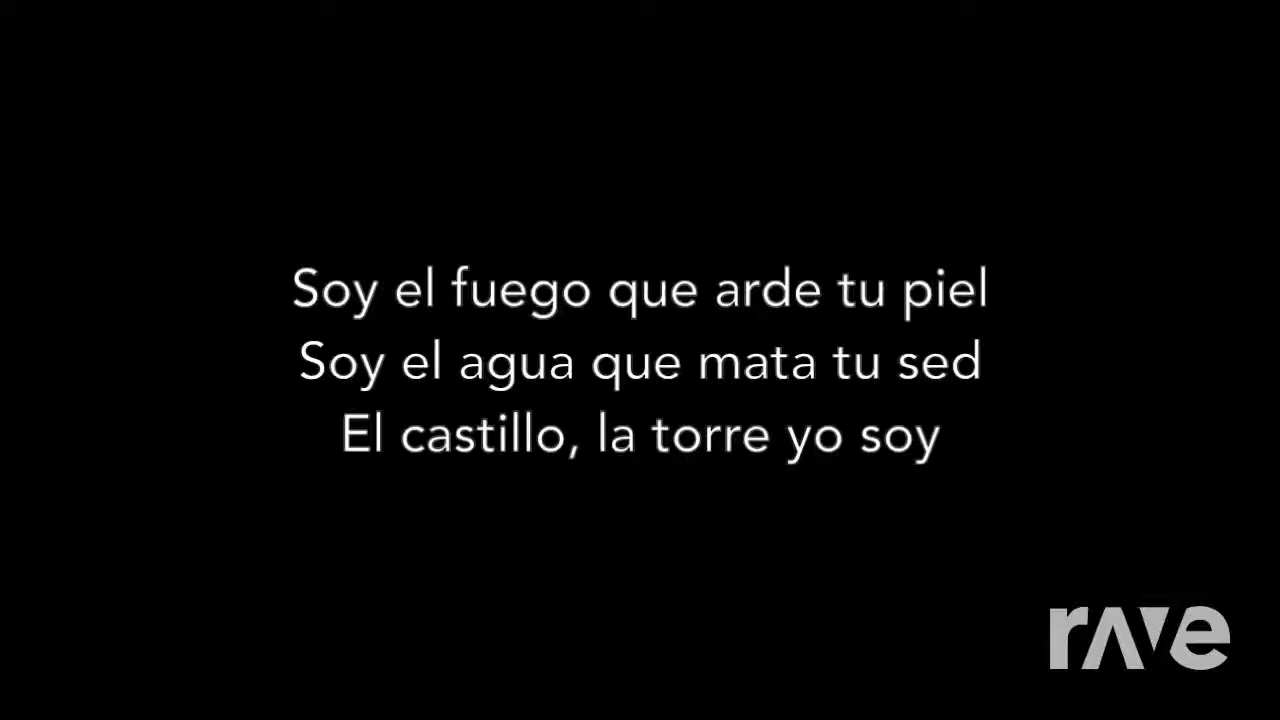 Soy el fuego que arde tu piel
Soy el agua que mata tu sed
El castillo, la torre yo soy
rave